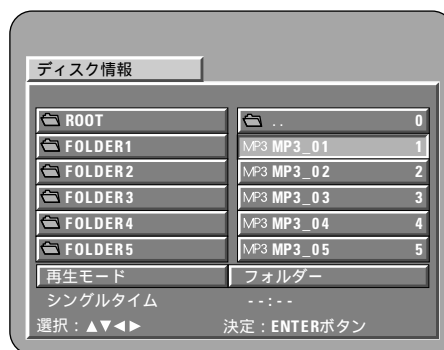 ディスク情報
ROOT .. 0
FOLDER1 MP3 MP3_01 1
FOLDER2 MP3 MP3_02 2
FOLDER3 MP3 MP3_03 3
FOLDER4 MP3 MP3_04 4
FOLDER5 MP3 MP3_05 5
再生モード フォルダー
シングルタイム --:--
選択：▲▼◀▶ 決定：ENTERボタン